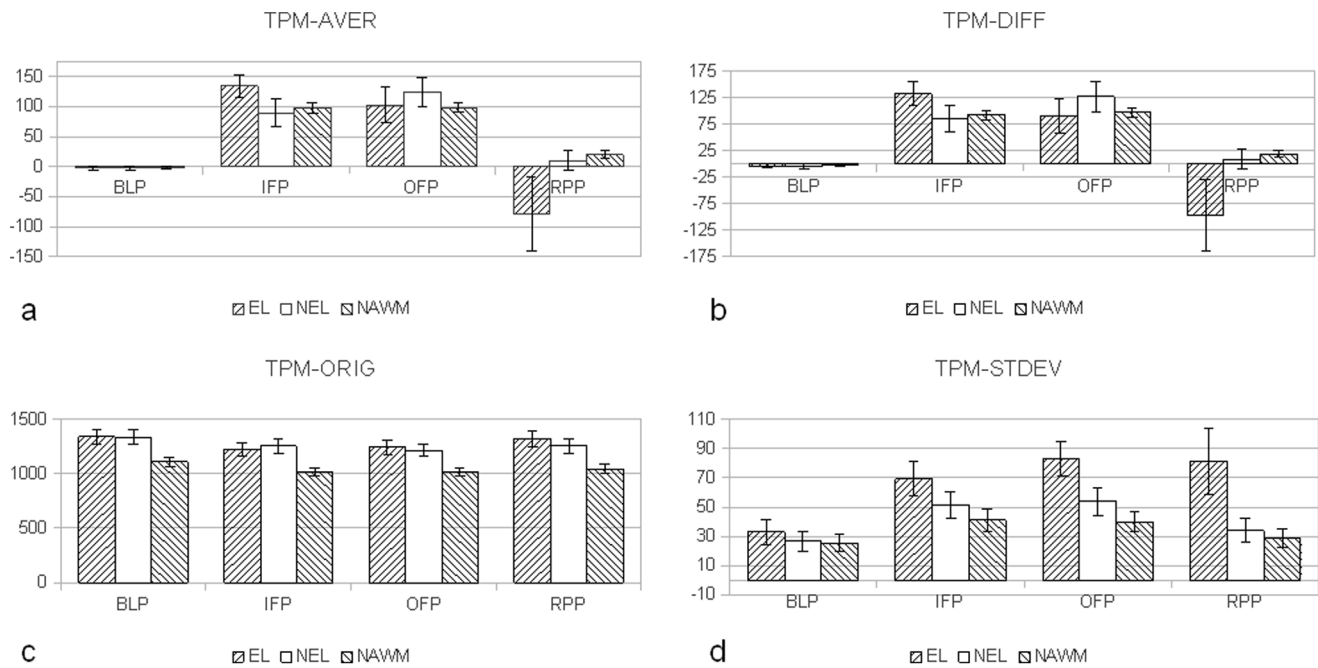 TPM-AVER
150
100
50
0
-50
-100
-150
BLP IFP OFP RPP
a
EL NEL NAWM
TPM-DIFF
175
125
75
25
-25
-75
-125
-175
BLP IFP OFP RPP
b
EL NEL NAWM
TPM-ORIG
1500
1000
500
0
BLP IFP OFP RPP
c
EL NEL NAWM
TPM-STDEV
110
90
70
50
30
10
-10
BLP IFP OFP RPP
d
EL NEL NAWM